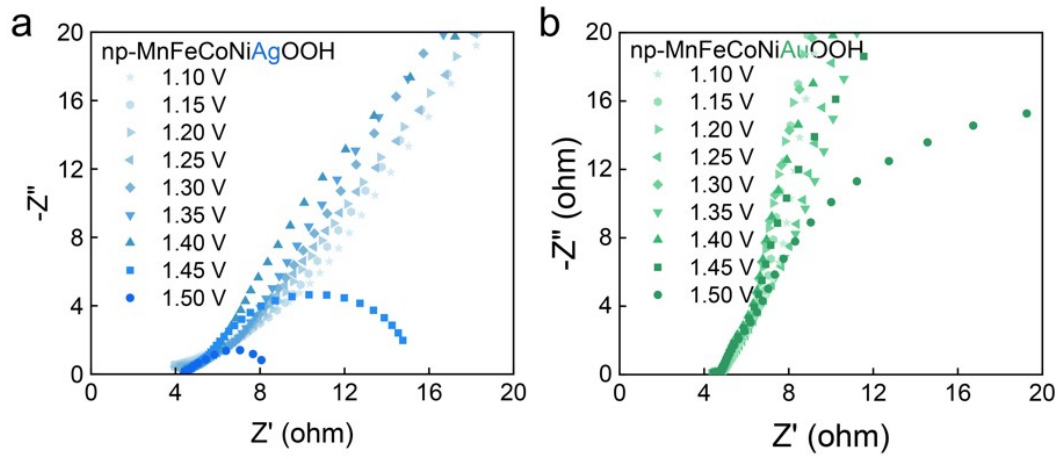 a
np-MnFeCoNiAgOOH
1.10 V
1.15 V
1.20 V
1.25 V
1.30 V
1.35 V
1.40 V
1.45 V
1.50 V
20
16
12
8
4
0
-Z"
0 4 8 12 16 20
Z' (ohm)
b
np-MnFeCoNiAuOOH
1.10 V
1.15 V
1.20 V
1.25 V
1.30 V
1.35 V
1.40 V
1.45 V
1.50 V
20
16
12
8
4
0
-Z" (ohm)
0 4 8 12 16 20
Z' (ohm)